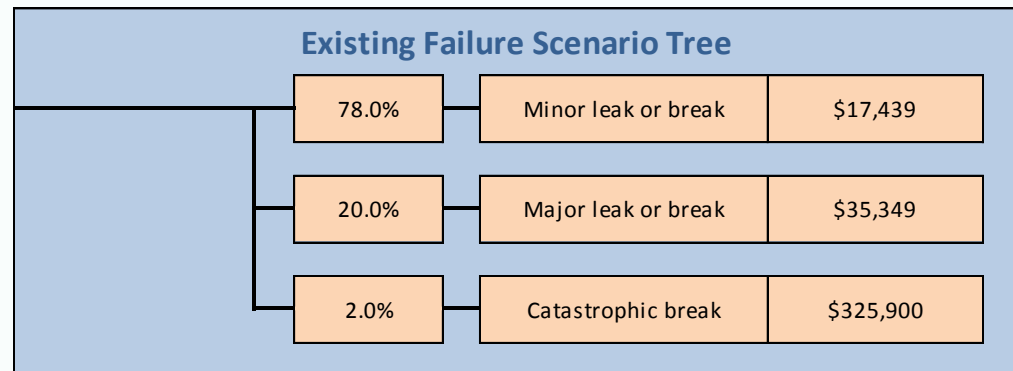 Existing Failure Scenario Tree
78.0% Minor leak or break $17,439
20.0% Major leak or break $35,349
2.0% Catastrophic break $325,900